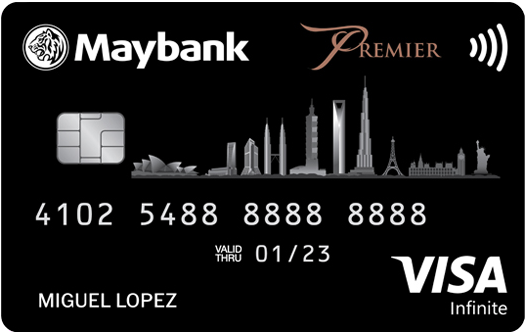 Maybank PREMIER
4102 5488 8888 8888
VALID THRU 01/23
MIGUEL LOPEZ
VISA
Infinite